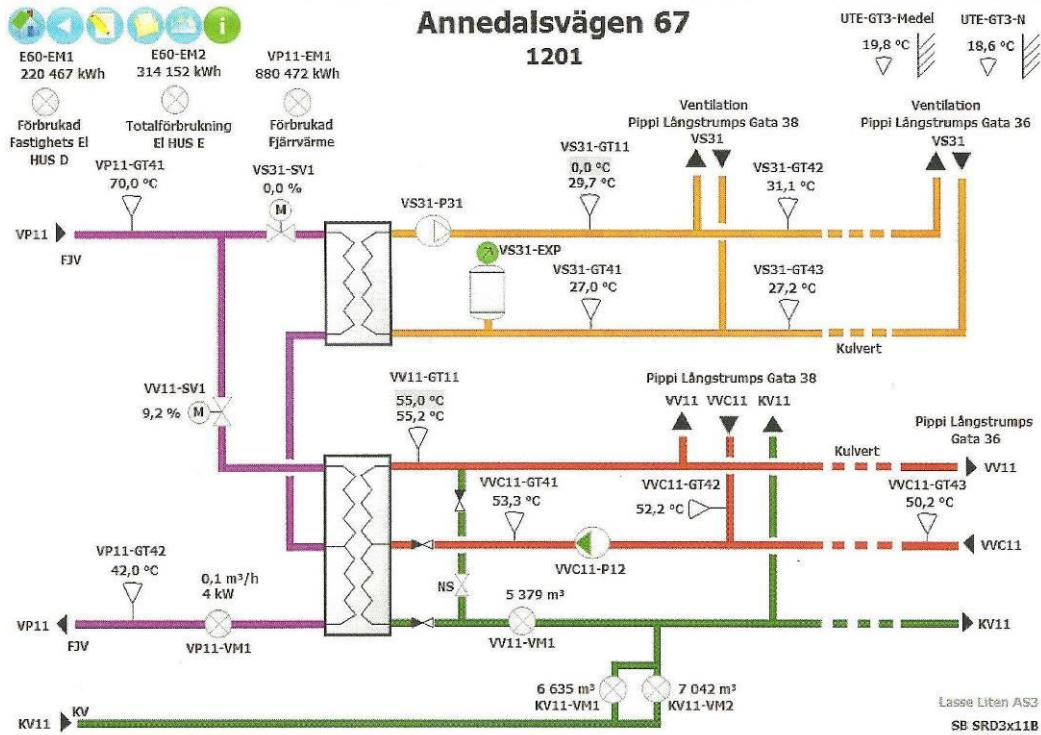 Annedalsvägen 67
1201
i
E60-EM1
220 467 kWh
Förbrukad
Fastighets El
HUS D
E60-EM2
314 152 kWh
Totalförbrukning
El HUS E
VP11-EM1
880 472 kWh
Förbrukad
Fjärrvärme
UTE-GT3-Medel
19,8 °C
UTE-GT3-N
18,6 °C
VP11-GT41
70,0 °C
VS31-SV1
0,0 %
M
VS31-P31
VS31-GT11
0,0 °C
29,7 °C
Ventilation
Pippi Långstrumps Gata 38
VS31
VS31-GT42
31,1 °C
Ventilation
Pippi Långstrumps Gata 36
VS31
VP11
FJV
VS31-EXP
VS31-GT41
27,0 °C
VS31-GT43
27,2 °C
Kulvert
VV11-SV1
9,2 %
M
VV11-GT11
55,0 °C
55,2 °C
Pippi Långstrumps Gata 38
VV11
VVC11
KV11
Kulvert
Pippi Långstrumps
Gata 36
VV11
VVC11-GT41
53,3 °C
VVC11-GT42
52,2 °C
VVC11-GT43
50,2 °C
VVC11
VVC11-P12
VP11-GT42
42,0 °C
0,1 m³/h
4 kW
VP11-VM1
NS
5 379 m³
VV11-VM1
VP11
FJV
KV11
6 635 m³
KV11-VM1
7 042 m³
KV11-VM2
KV11
KV
Lasse Liten AS3
SB SRD3x11B